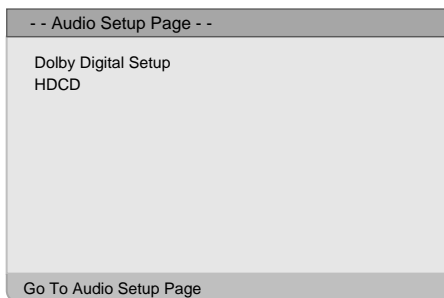 - - Audio Setup Page - -
Dolby Digital Setup
HDCD
Go To Audio Setup Page